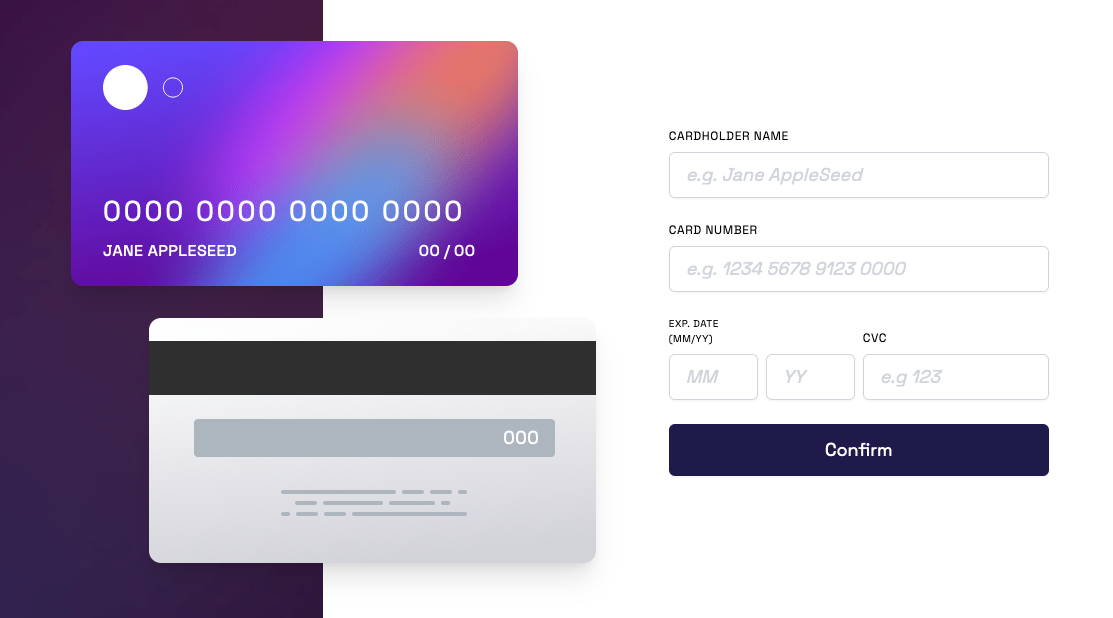 0000 0000 0000 0000
JANE APPLESEED 00 / 00
000
CARDHOLDER NAME
e.g. Jane AppleSeed
CARD NUMBER
e.g. 1234 5678 9123 0000
EXP. DATE
(MM/YY)
CVC
MM YY e.g 123
Confirm